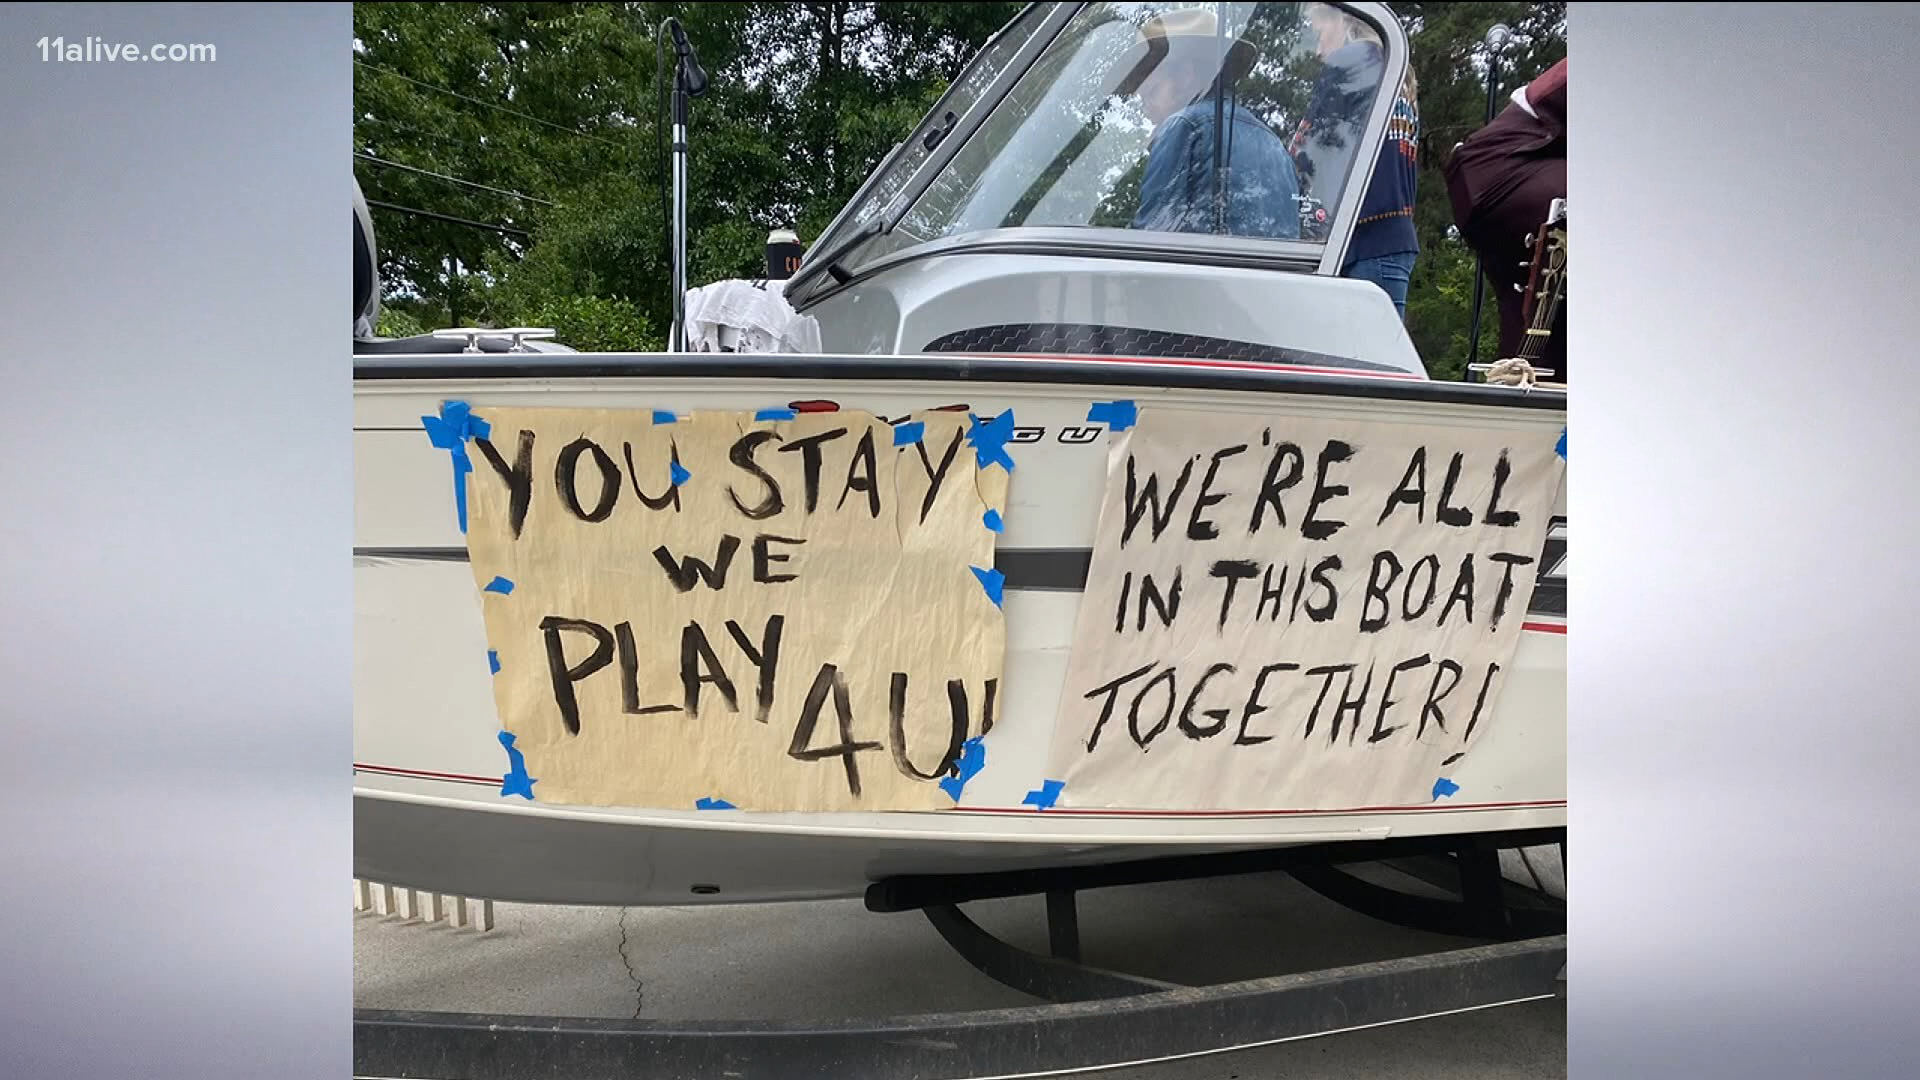 11alive.com
YOU STAY
WE
PLAY
4U!
WE'RE ALL
IN THIS BOAT
TOGETHER!